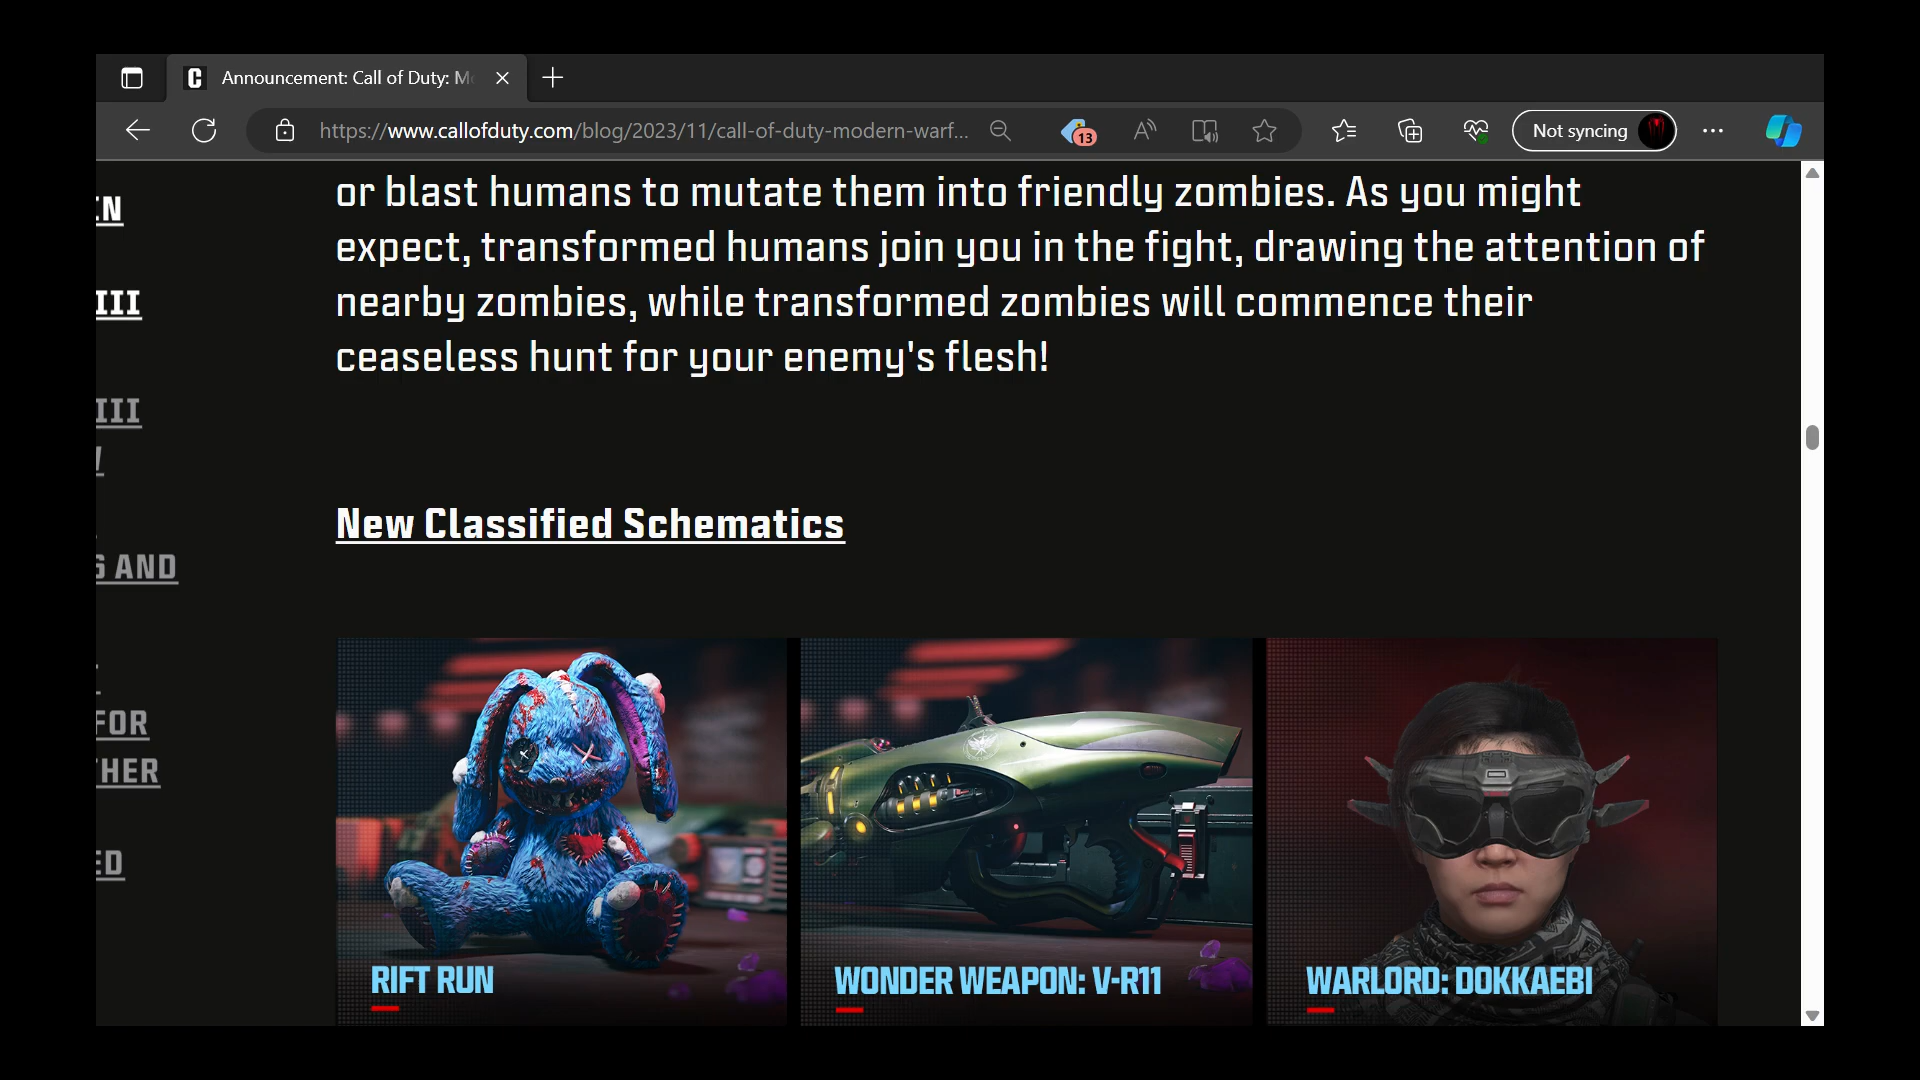 Announcement: Call of Duty: M
https://www.callofduty.com/blog/2023/11/call-of-duty-modern-warf...
13
Not syncing
IN
III
III
S AND
FOR
THER
ED
or blast humans to mutate them into friendly zombies. As you might
expect, transformed humans join you in the fight, drawing the attention of
nearby zombies, while transformed zombies will commence their
ceaseless hunt for your enemy's flesh!
New Classified Schematics
RIFT RUN
WONDER WEAPON: V-R11
WARLORD: DOKKAEBI